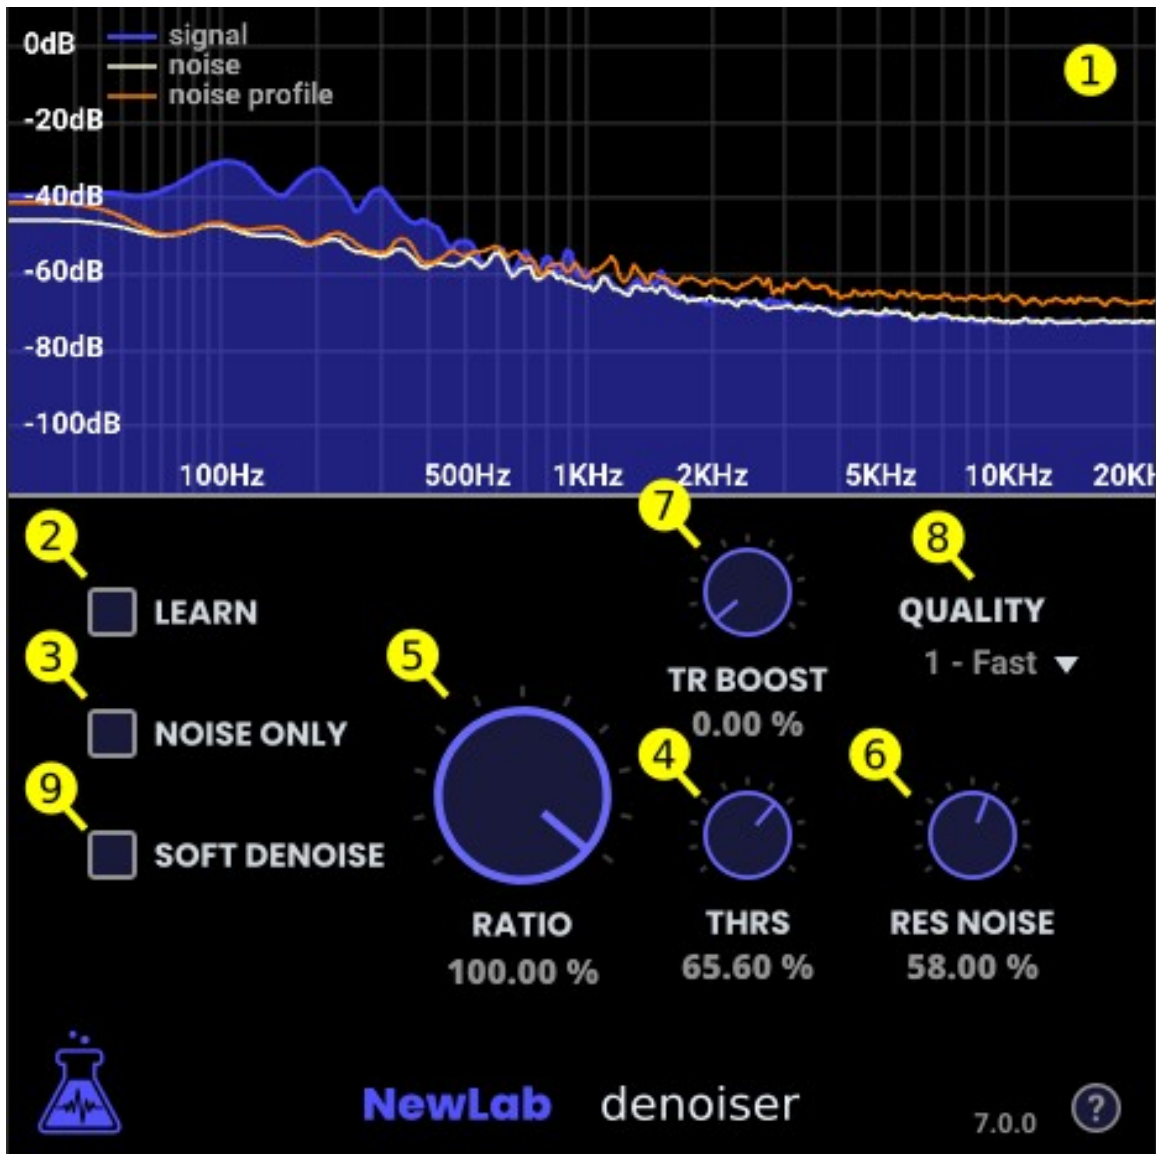 0dB
signal
noise
noise profile
1
-20dB
-40dB
-60dB
-80dB
-100dB
100Hz 500Hz 1KHz 2KHz 5KHz 10KHz 20KH
2
7
8
LEARN
QUALITY
1 - Fast
3
5
TR BOOST
0.00 %
NOISE ONLY
4
6
9
SOFT DENOISE
RATIO
100.00 %
THRS
65.60 %
RES NOISE
58.00 %
NewLab denoiser
7.0.0
?